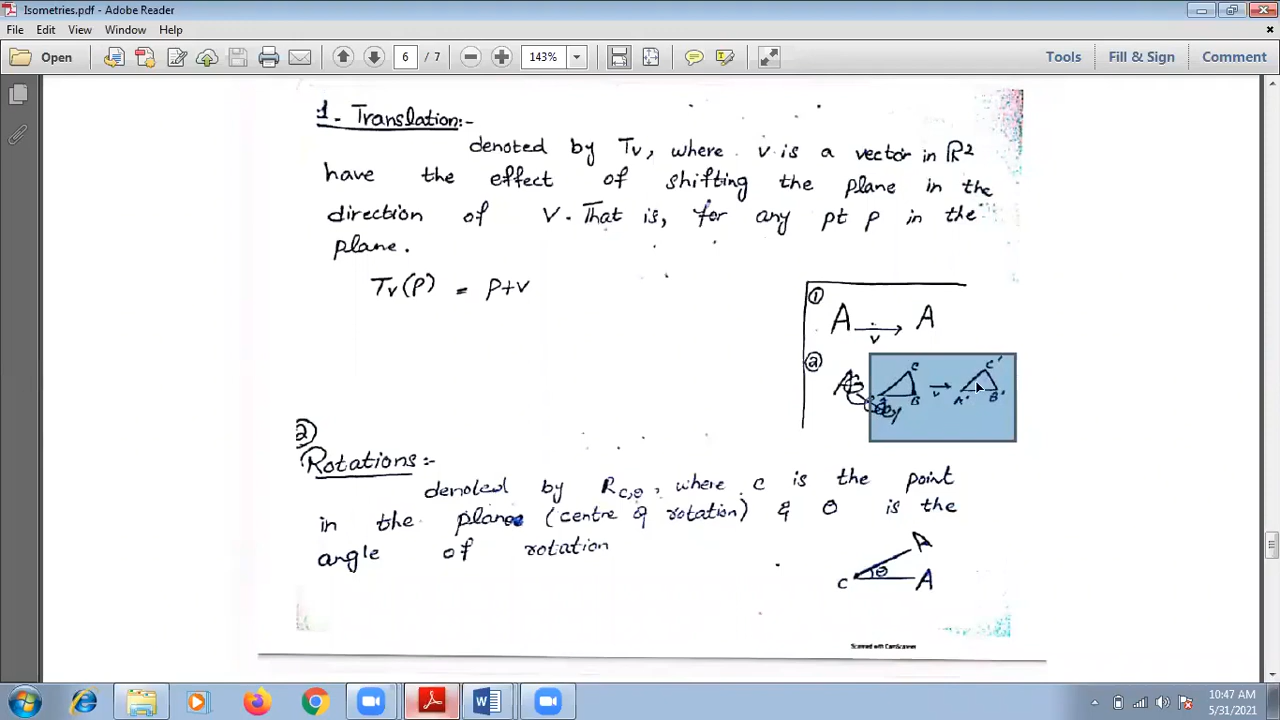 Isometries.pdf - Adobe Reader
File Edit View Window Help
Open 6 / 7 143% Tools Fill & Sign Comment
1. Translation:-
denoted by Tv, where v is a vector in R2
have the effect of shifting the plane in the
direction of V. That is, for any pt p in the
plane.
Tv(P) = P+v
①
A v A
②
C B v A' B' C'
②
Rotations:-
denoted by Rc,θ, where c is the point
in the plane (centre of rotation) & θ is the
angle of rotation
C θ A A
Scanned with CamScanner
10:47 AM
5/31/2021